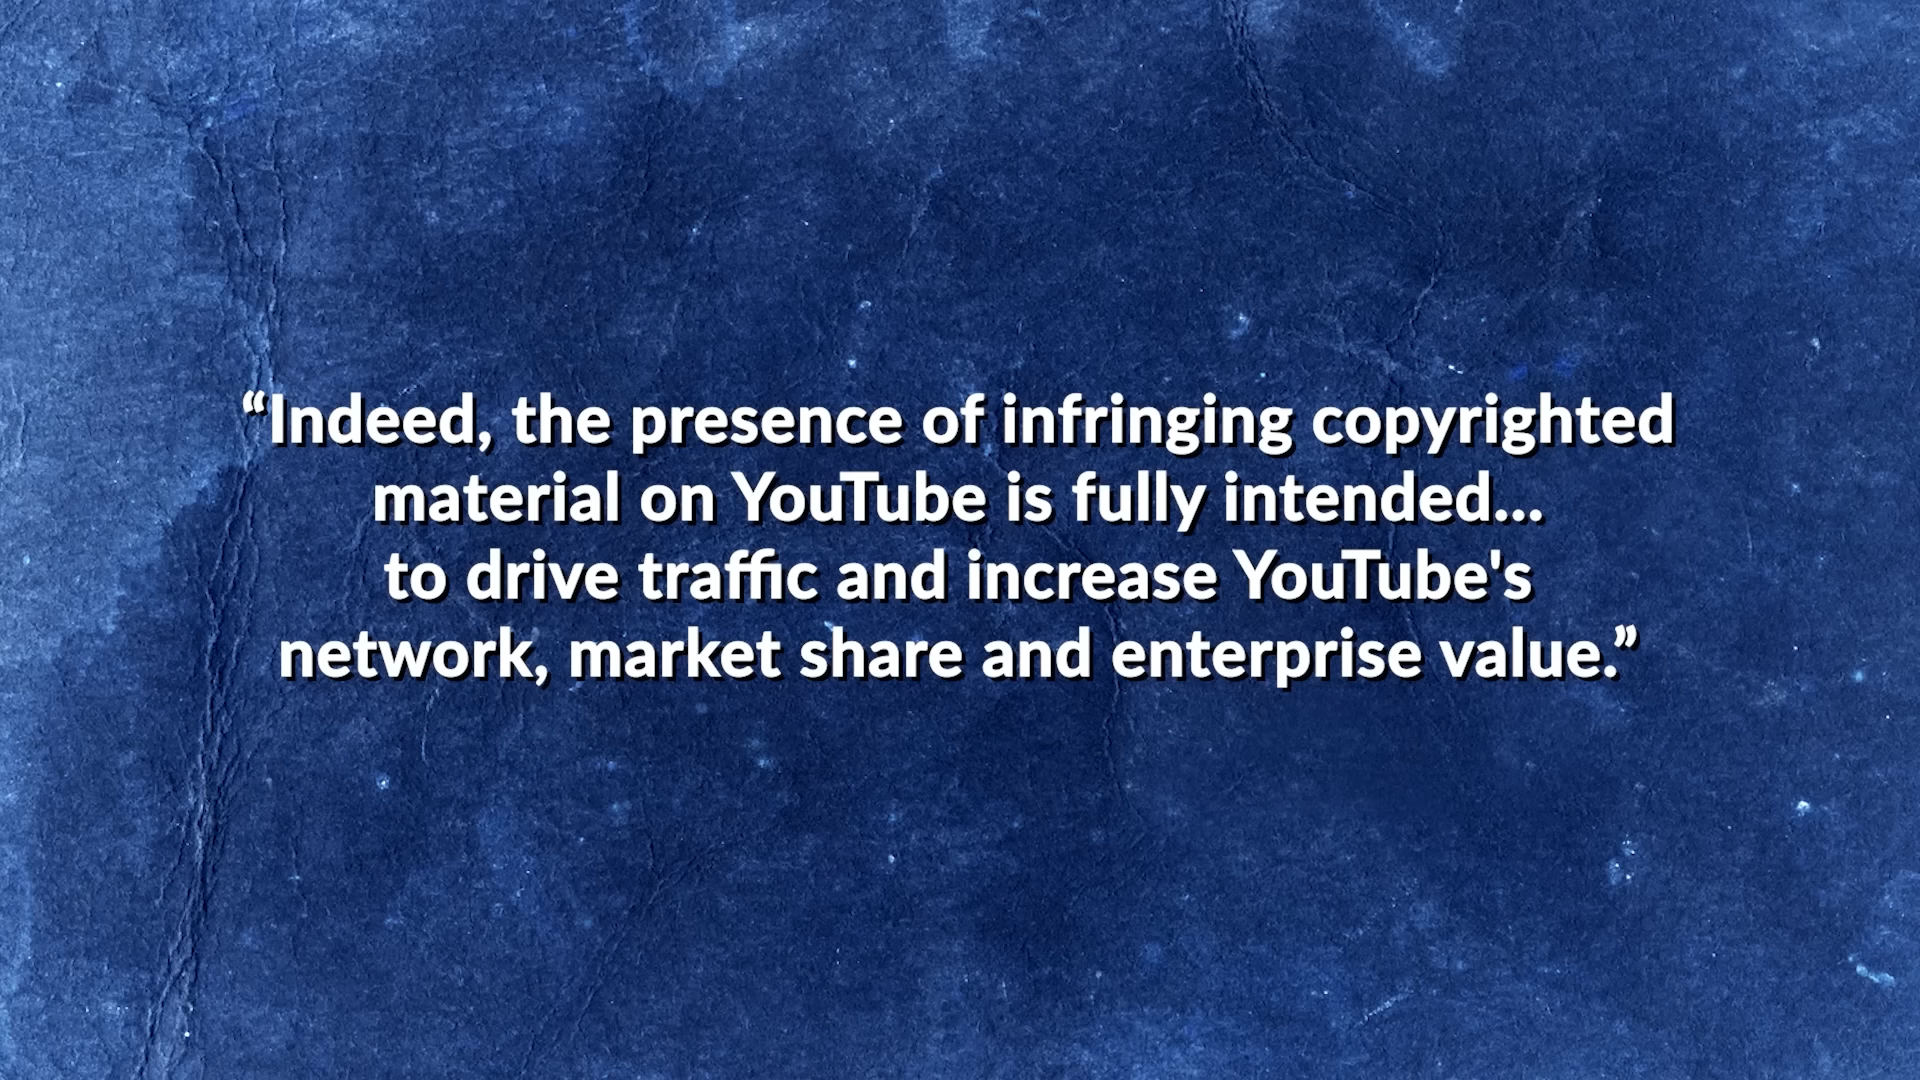 “Indeed, the presence of infringing copyrighted
material on YouTube is fully intended...
to drive traffic and increase YouTube's
network, market share and enterprise value.”